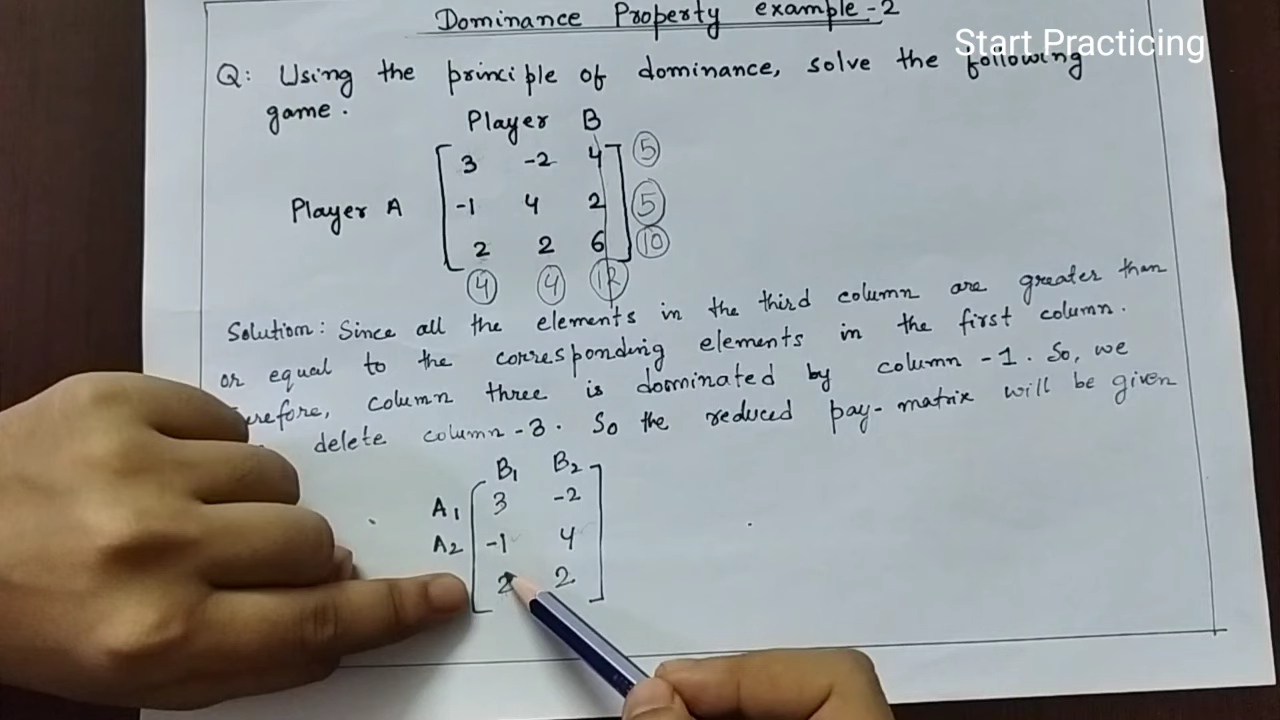 Dominance Property example-2
Start Practicing
Q: Using the principle of dominance, solve the following
game.
Player B
3 -2 4 5
Player A
-1 4 2 5
2 2 6 10
4 4 12
Solution: Since all the elements in the third column are greater than
or equal to the corresponding elements in the first column.
column three is dominated by column -1. So, we
delete column-3. So the reduced pay-matrix will be given
B1 B2
A1 3 -2
A2 -1 4
2 2